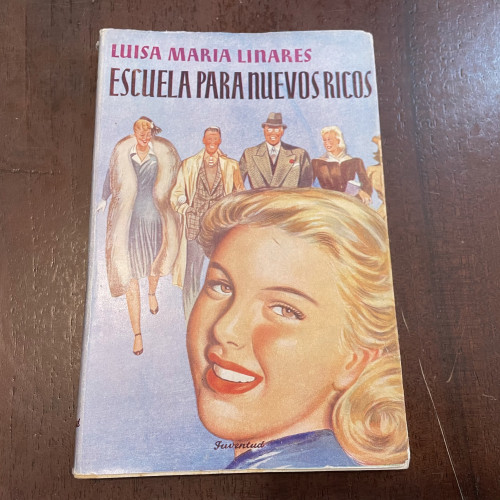 LUISA MARIA LINARES
ESCUELA PARA NUEVOS RICOS
Juventud